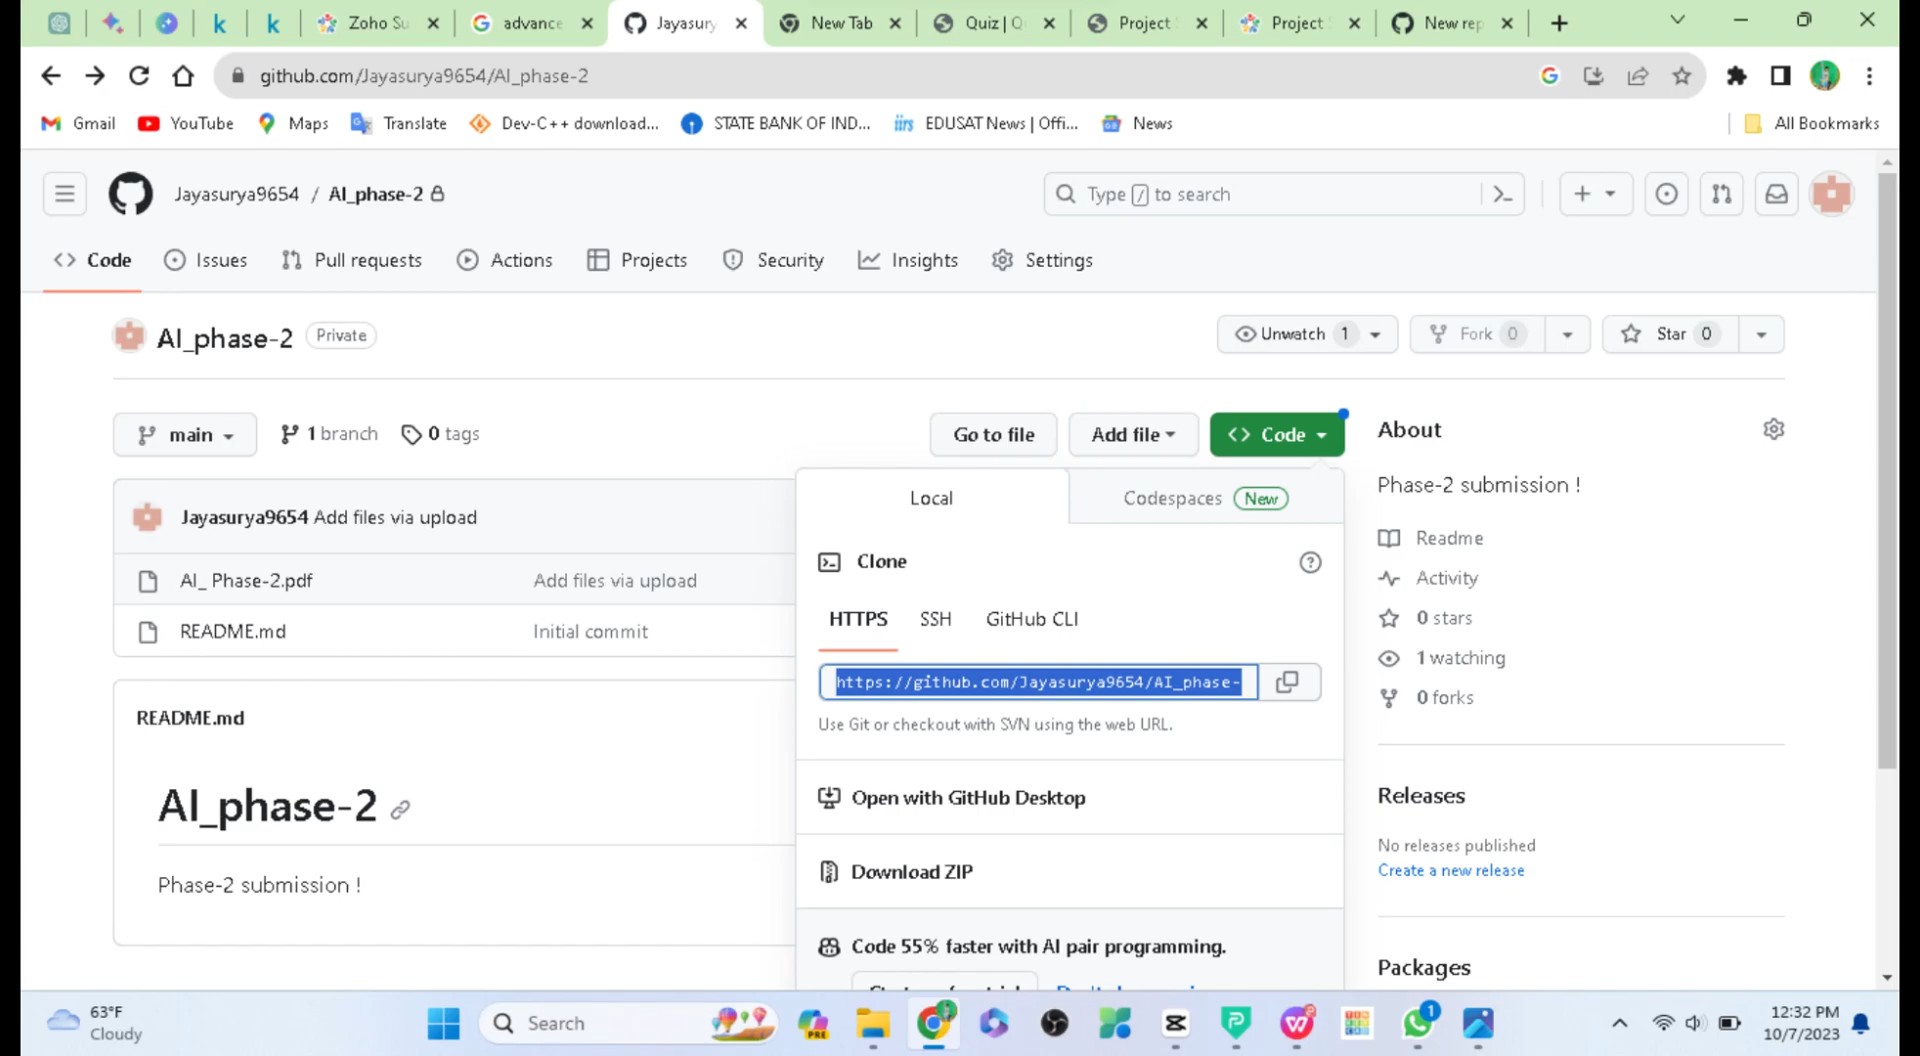 Zoho Su
advance
Jayasury
New Tab
Quiz | Q
Project
Project
New rep
github.com/Jayasurya9654/AI_phase-2
Gmail
YouTube
Maps
Translate
Dev-C++ download...
STATE BANK OF IND...
iirs
EDUSAT News | Offi...
News
All Bookmarks
Jayasurya9654 / AI_phase-2
Type / to search
Code
Issues
Pull requests
Actions
Projects
Security
Insights
Settings
AI_phase-2 Private
Unwatch 1
Fork 0
Star 0
main
1 branch
0 tags
Go to file
Add file
Code
About
Phase-2 submission !
Readme
Activity
0 stars
1 watching
0 forks
Jayasurya9654 Add files via upload
AI_ Phase-2.pdf Add files via upload
README.md Initial commit
Local
Codespaces New
Clone
HTTPS SSH GitHub CLI
https://github.com/Jayasurya9654/AI_phase-
Use Git or checkout with SVN using the web URL.
Open with GitHub Desktop
Download ZIP
Code 55% faster with AI pair programming.
README.md
AI_phase-2
Phase-2 submission !
Releases
No releases published
Create a new release
Packages
63°F
Cloudy
Search
PRE
1
12:32 PM
10/7/2023